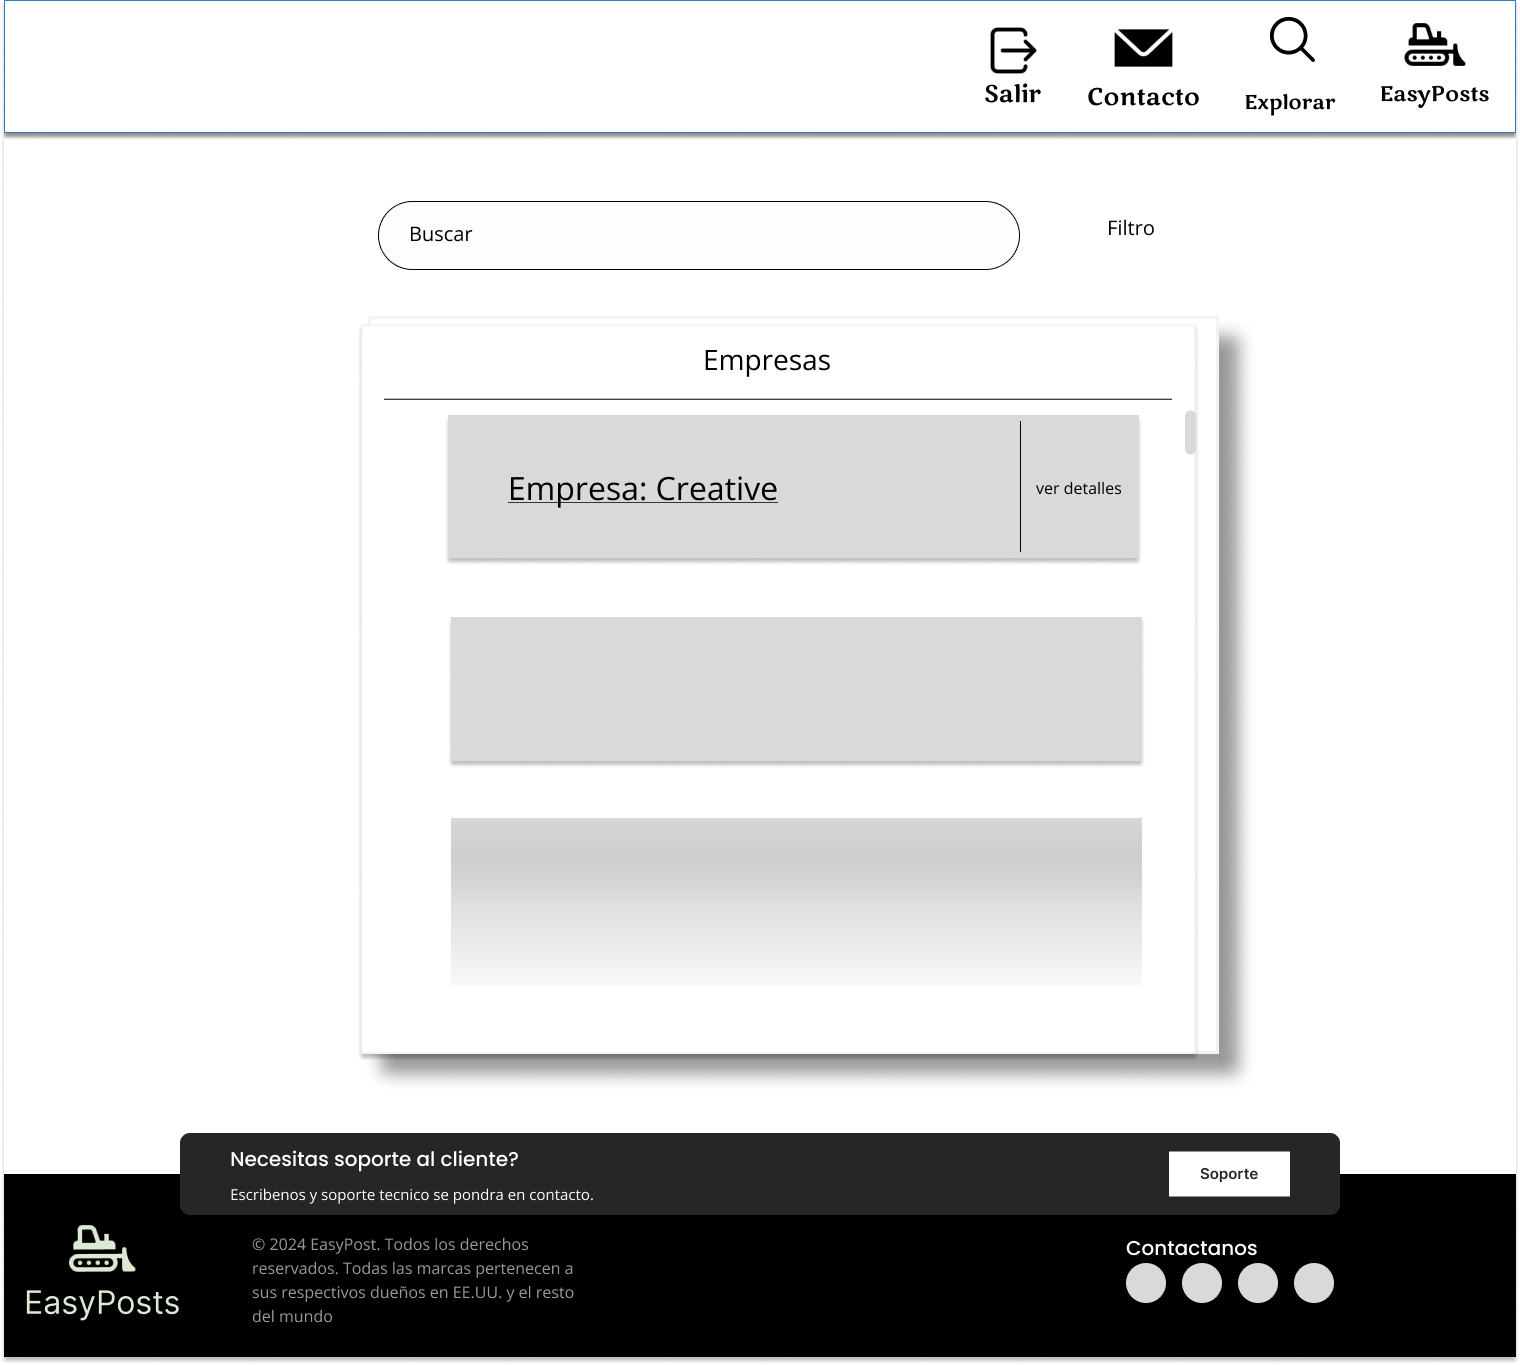 Salir
Contacto
Explorar
EasyPosts
Buscar
Filtro
Empresas
Empresa: Creative
ver detalles
Necesitas soporte al cliente?
Escribenos y soporte tecnico se pondra en contacto.
Soporte
EasyPosts
© 2024 EasyPost. Todos los derechos
reservados. Todas las marcas pertenecen a
sus respectivos dueños en EE.UU. y el resto
del mundo
Contactanos